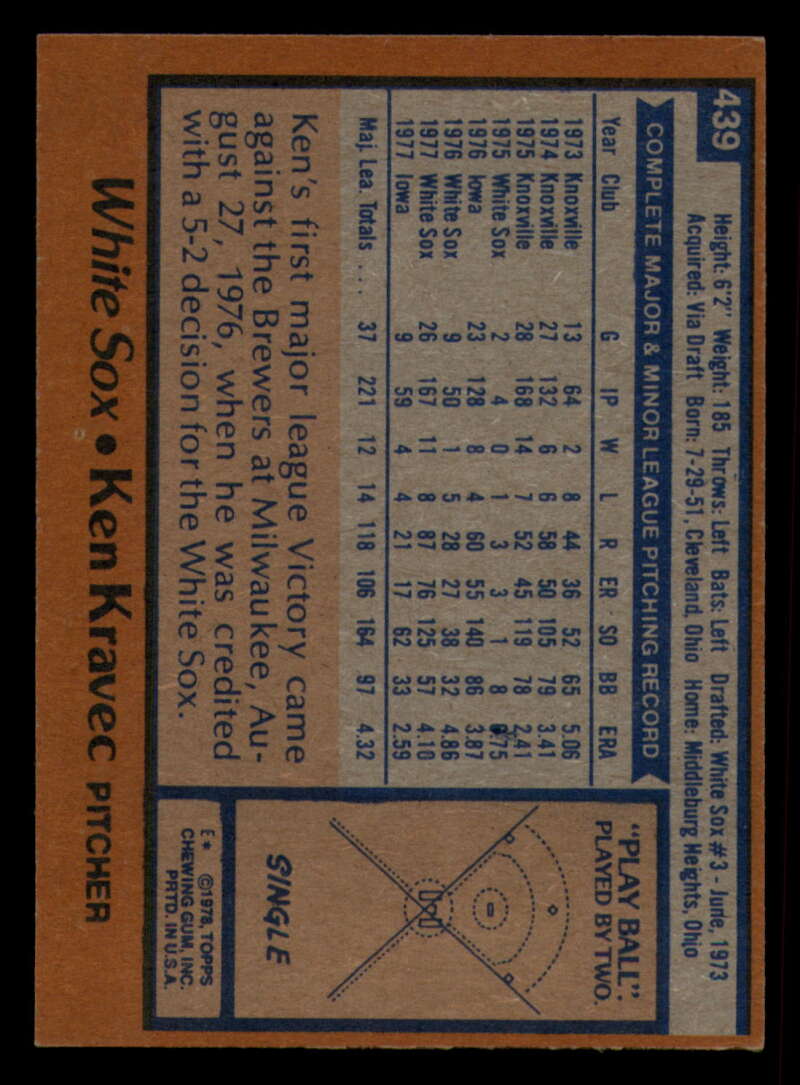 439
Height: 6'2" Weight: 185 Throws: Left Bats: Left Drafted: White Sox #3 - June, 1973
Acquired: Via Draft Born: 7-29-51, Cleveland, Ohio Home: Middleburg Heights, Ohio
COMPLETE MAJOR & MINOR LEAGUE PITCHING RECORD
Year Club G IP W L R ER SO BB ERA
1973 Knoxville 13 64 2 8 44 36 52 65 5.06
1974 Knoxville 27 132 6 6 58 50 105 79 3.41
1975 Knoxville 28 168 14 7 52 45 119 78 2.41
1975 White Sox 2 4 0 1 3 3 1 8 6.75
1976 Iowa 23 128 8 4 60 55 140 86 3.87
1976 White Sox 9 50 1 5 28 27 38 32 4.86
1977 White Sox 26 167 11 8 87 76 125 57 4.10
1977 Iowa 9 59 4 4 21 17 62 33 2.59
Maj. Lea. Totals . . . 37 221 12 14 118 106 164 97 4.32
Ken's first major league Victory came
against the Brewers at Milwaukee, Au-
gust 27, 1976, when he was credited
with a 5-2 decision for the White Sox.
"PLAY BALL":
PLAYED BY TWO.
SINGLE
E* ©1978, TOPPS
CHEWING GUM, INC.
PRTD. IN U.S.A.
White Sox • Ken Kravec PITCHER